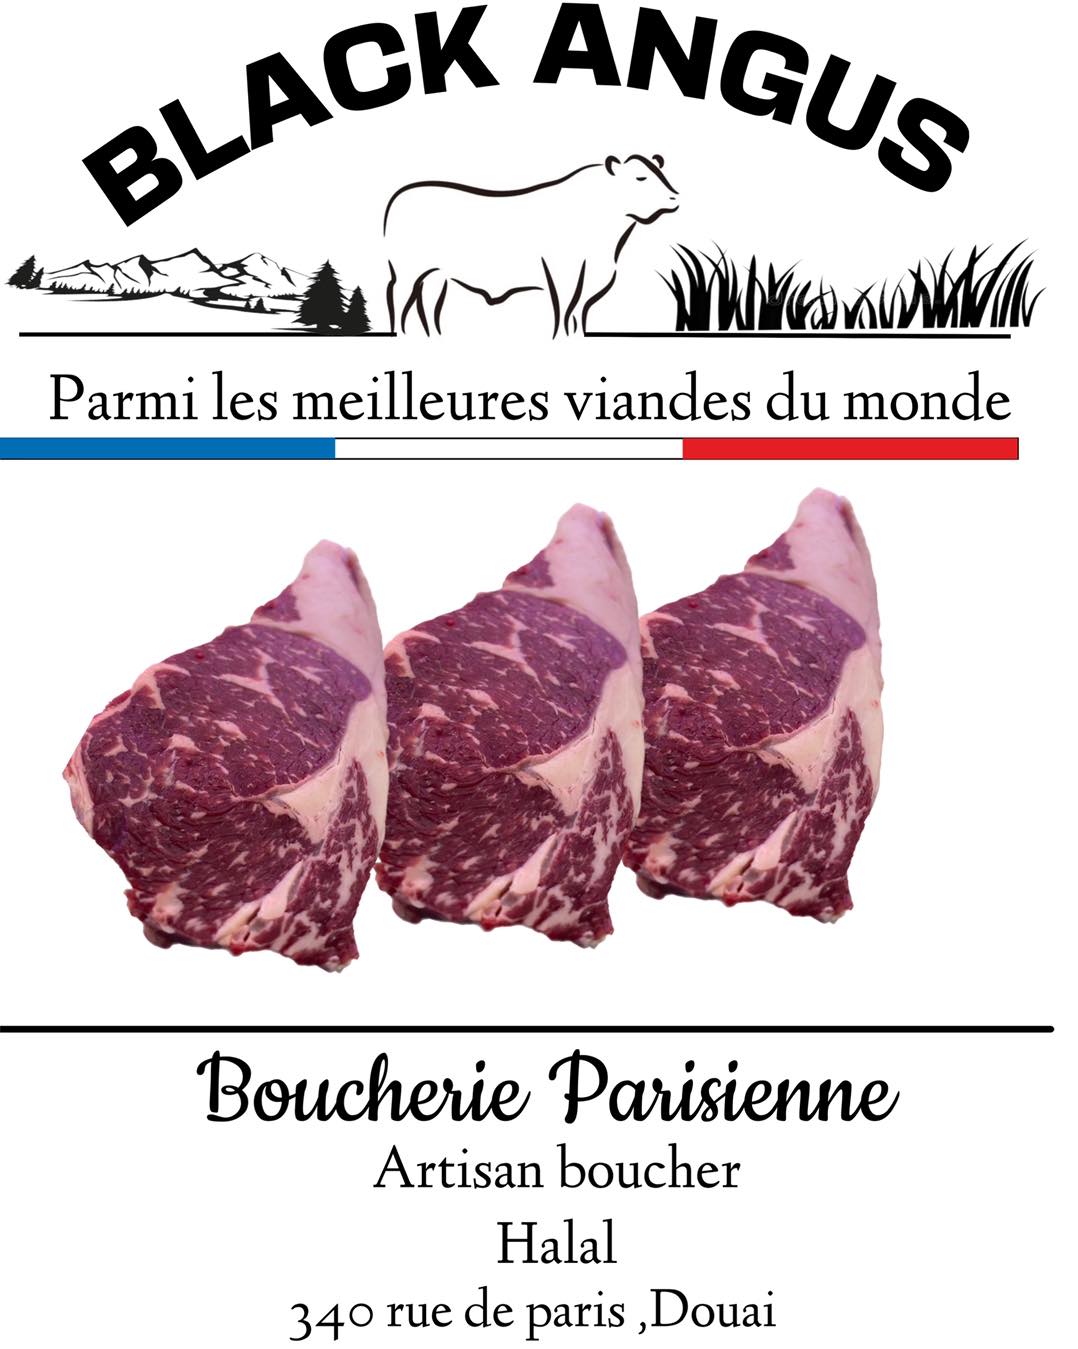 BLACK ANGUS
Parmi les meilleures viandes du monde
Boucherie Parisienne
Artisan boucher
Halal
340 rue de paris ,Douai